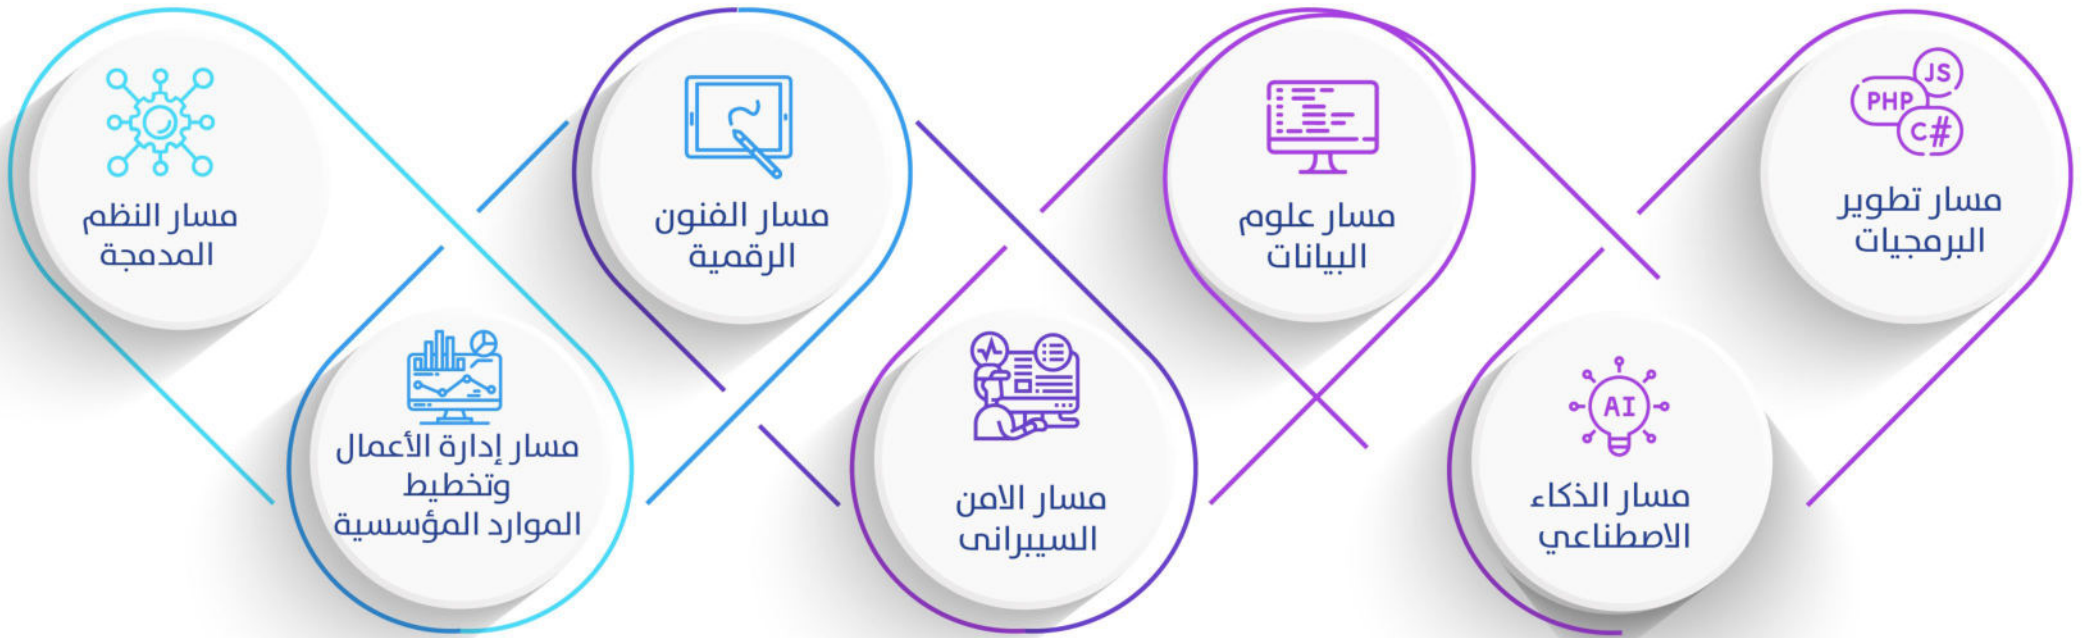 JS
PHP
C#
مسار تطوير
البرمجيات
AI
مسار الذكاء
الاصطناعي
مسار علوم
البيانات
مسار الامن
السيبرانى
مسار الفنون
الرقمية
مسار إدارة الأعمال
وتخطيط
الموارد المؤسسية
مسار النظم
المدمجة